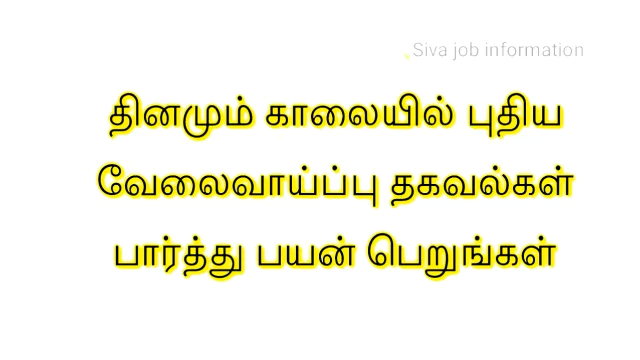 Siva job information
தினமும் காலையில் புதிய
வேலைவாய்ப்பு தகவல்கள்
பார்த்து பயன் பெறுங்கள்